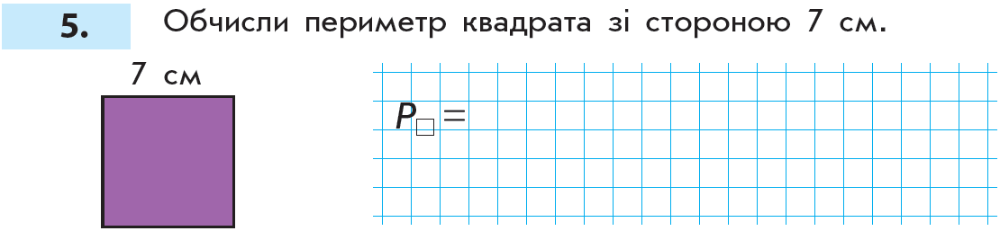 5. Обчисли периметр квадрата зі стороною 7 см.
7 см
P□ =